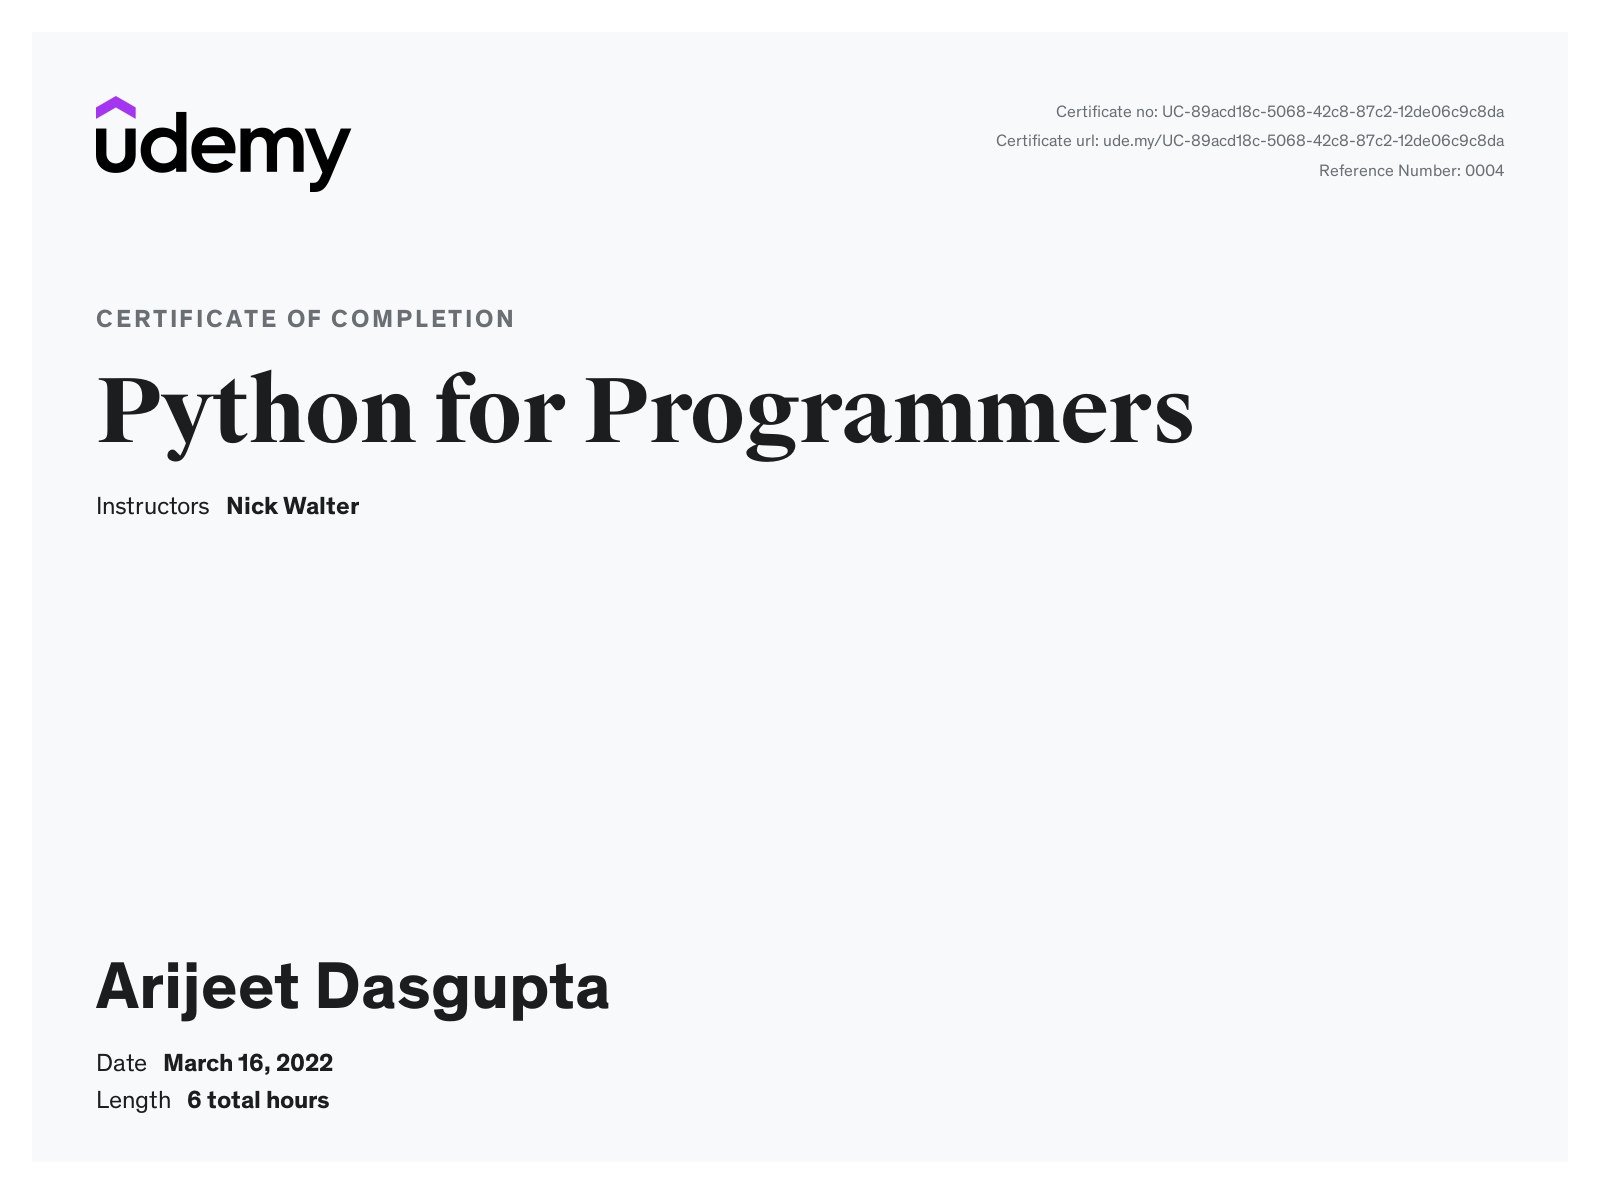 udemy
Certificate no: UC-89acd18c-5068-42c8-87c2-12de06c9c8da
Certificate url: ude.my/UC-89acd18c-5068-42c8-87c2-12de06c9c8da
Reference Number: 0004
CERTIFICATE OF COMPLETION
Python for Programmers
Instructors Nick Walter
Arijeet Dasgupta
Date March 16, 2022
Length 6 total hours